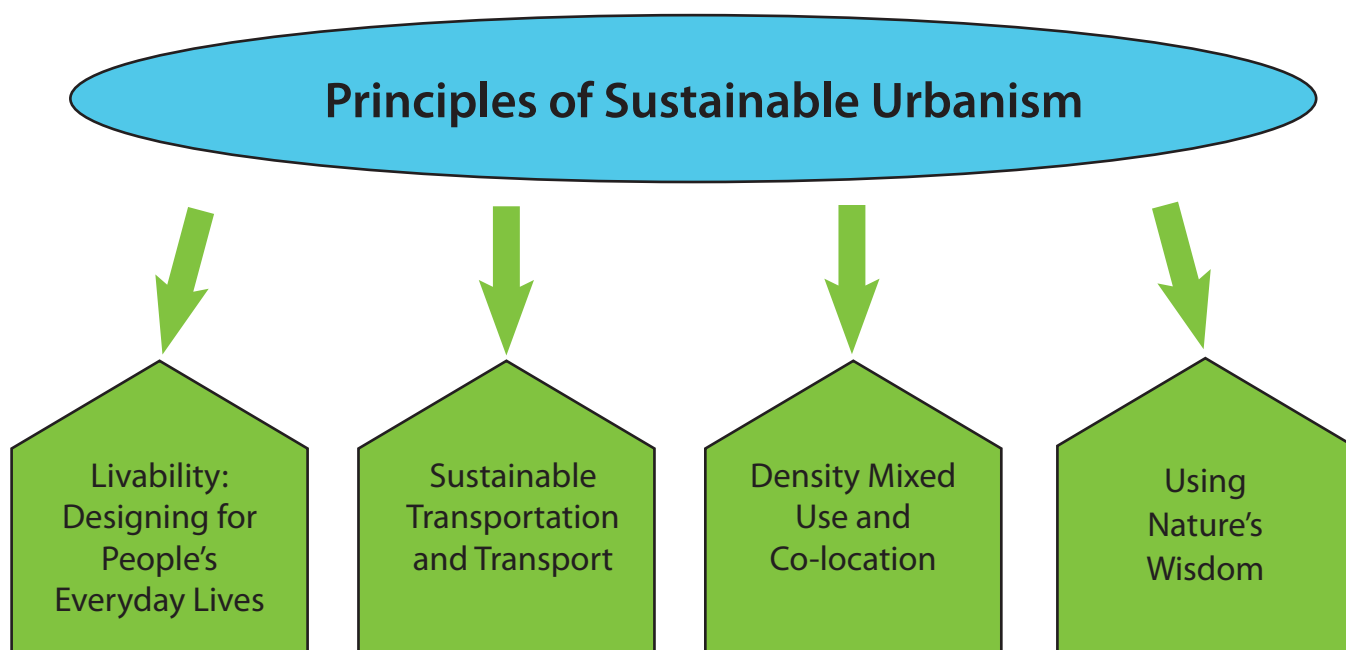 Principles of Sustainable Urbanism
Livability:
Designing for
People’s
Everyday Lives
Sustainable
Transportation
and Transport
Density Mixed
Use and
Co-location
Using
Nature’s
Wisdom